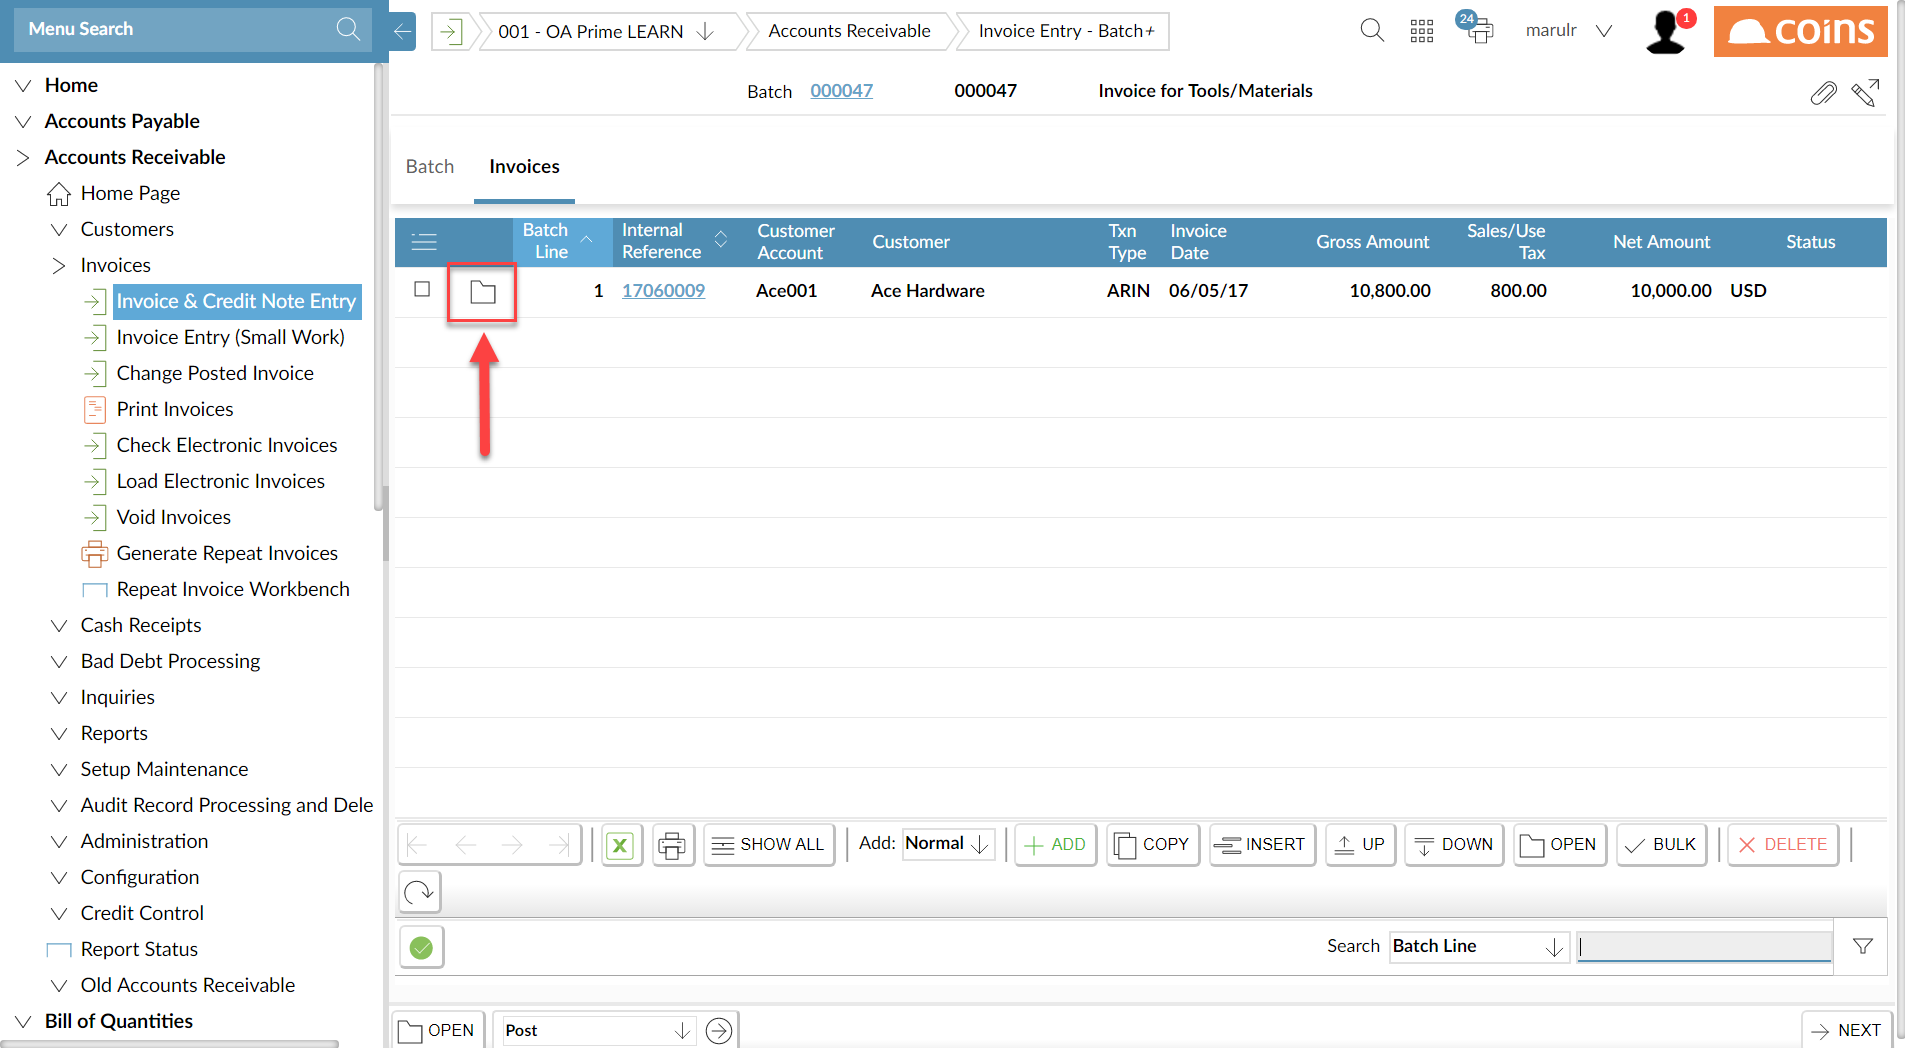 Menu Search
001 - OA Prime LEARN
Accounts Receivable
Invoice Entry - Batch+
24
marulr
1
coins
Batch 000047 000047 Invoice for Tools/Materials
Home
Accounts Payable
Accounts Receivable
Home Page
Customers
Invoices
Invoice & Credit Note Entry
Invoice Entry (Small Work)
Change Posted Invoice
Print Invoices
Check Electronic Invoices
Load Electronic Invoices
Void Invoices
Generate Repeat Invoices
Repeat Invoice Workbench
Cash Receipts
Bad Debt Processing
Inquiries
Reports
Setup Maintenance
Audit Record Processing and Dele
Administration
Configuration
Credit Control
Report Status
Old Accounts Receivable
Bill of Quantities
Batch Invoices
Batch Line
Internal Reference
Customer Account
Customer
Txn Type
Invoice Date
Gross Amount
Sales/Use Tax
Net Amount
Status
1 17060009 Ace001 Ace Hardware ARIN 06/05/17 10,800.00 800.00 10,000.00 USD
X SHOW ALL Add: Normal ADD COPY INSERT UP DOWN OPEN BULK DELETE
Search Batch Line
OPEN Post NEXT